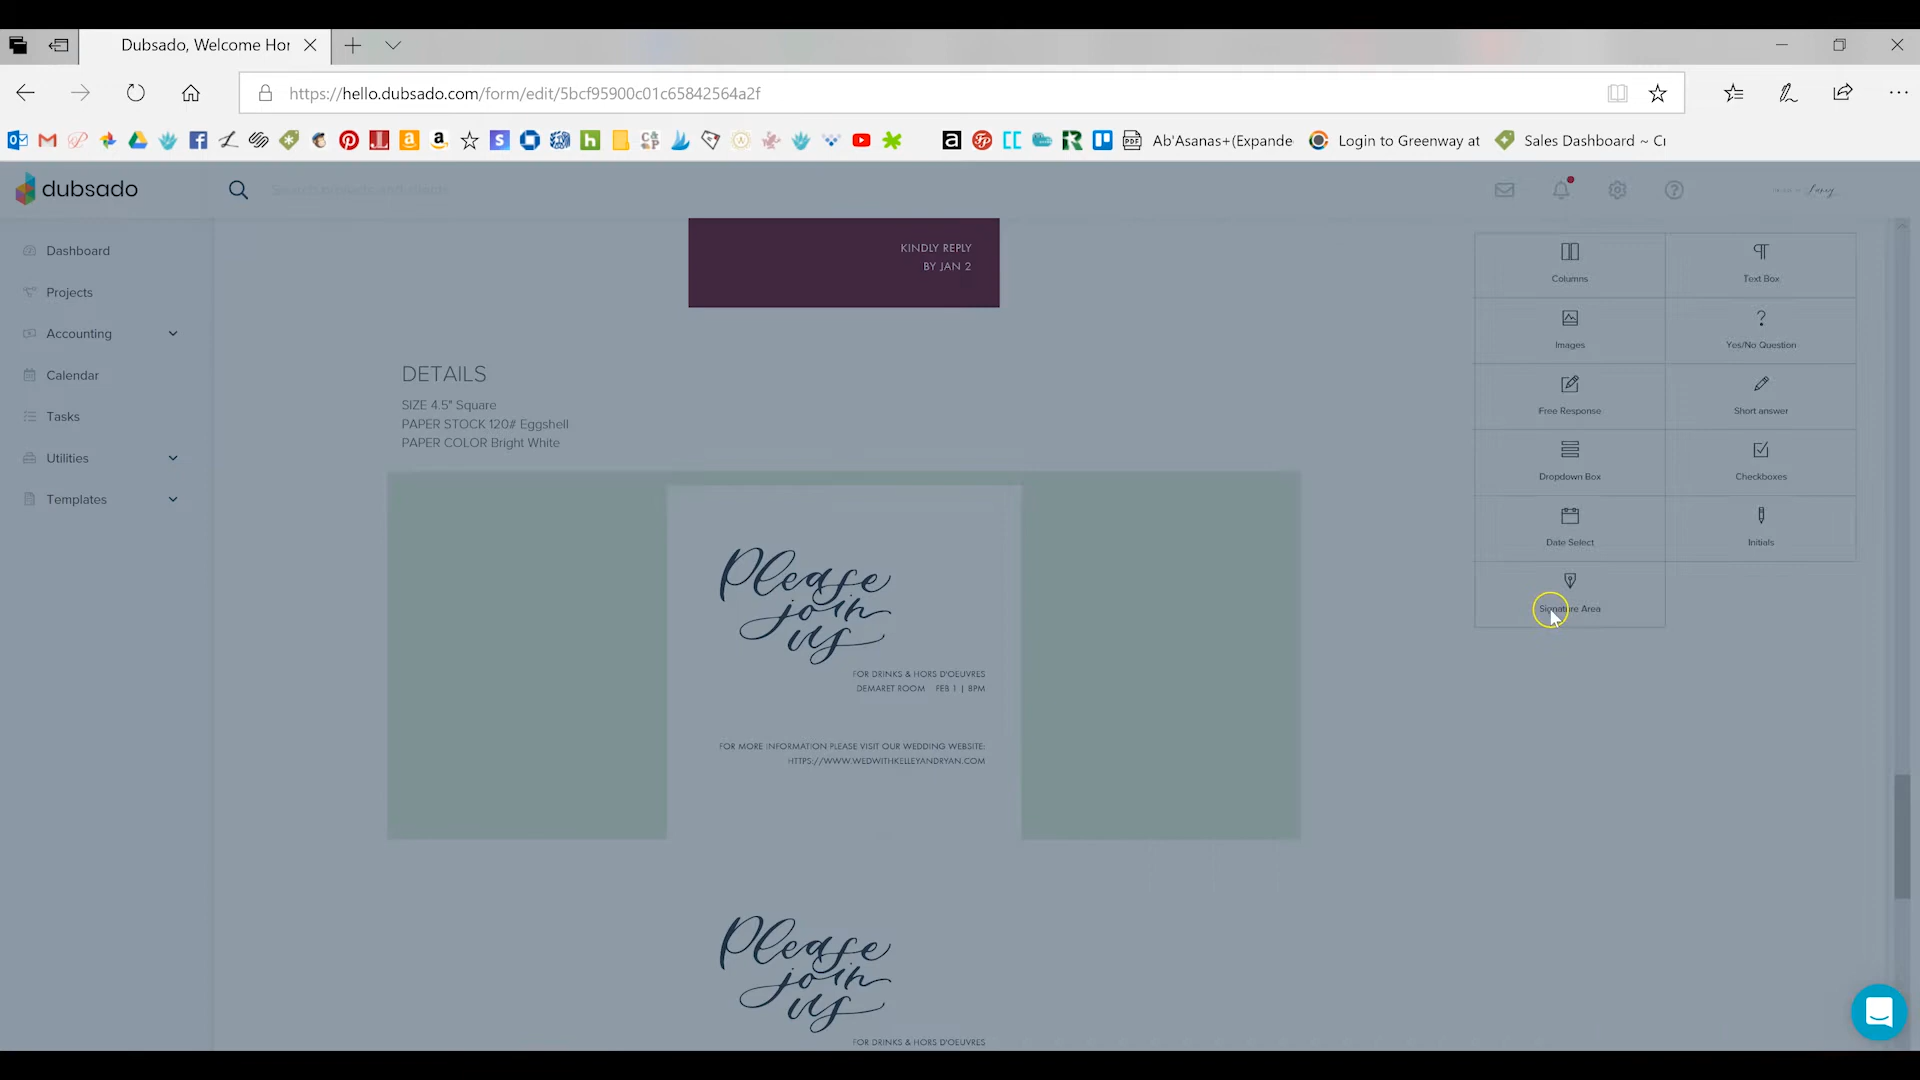 Dubsado, Welcome Hor
https://hello.dubsado.com/form/edit/5bcf95900c01c65842564a2f
Ab'Asanas+(Expande
Login to Greenway at
Sales Dashboard ~ Cr
dubsado
Search projects and clients
Dashboard
Projects
Accounting
Calendar
Tasks
Utilities
Templates
KINDLY REPLY
BY JAN 2
DETAILS
SIZE 4.5" Square
PAPER STOCK 120# Eggshell
PAPER COLOR Bright White
Please
join
us
FOR DRINKS & HORS D'OEUVRES
DEMARET ROOM FEB 1 | 8PM
FOR MORE INFORMATION PLEASE VISIT OUR WEDDING WEBSITE:
HTTPS://WWW.WEDWITHKELLEYANDRYAN.COM
Please
join
us
FOR DRINKS & HORS D'OEUVRES
Columns
Text Box
Images
Yes/No Question
Free Response
Short answer
Dropdown Box
Checkboxes
Date Select
Initials
Signature Area